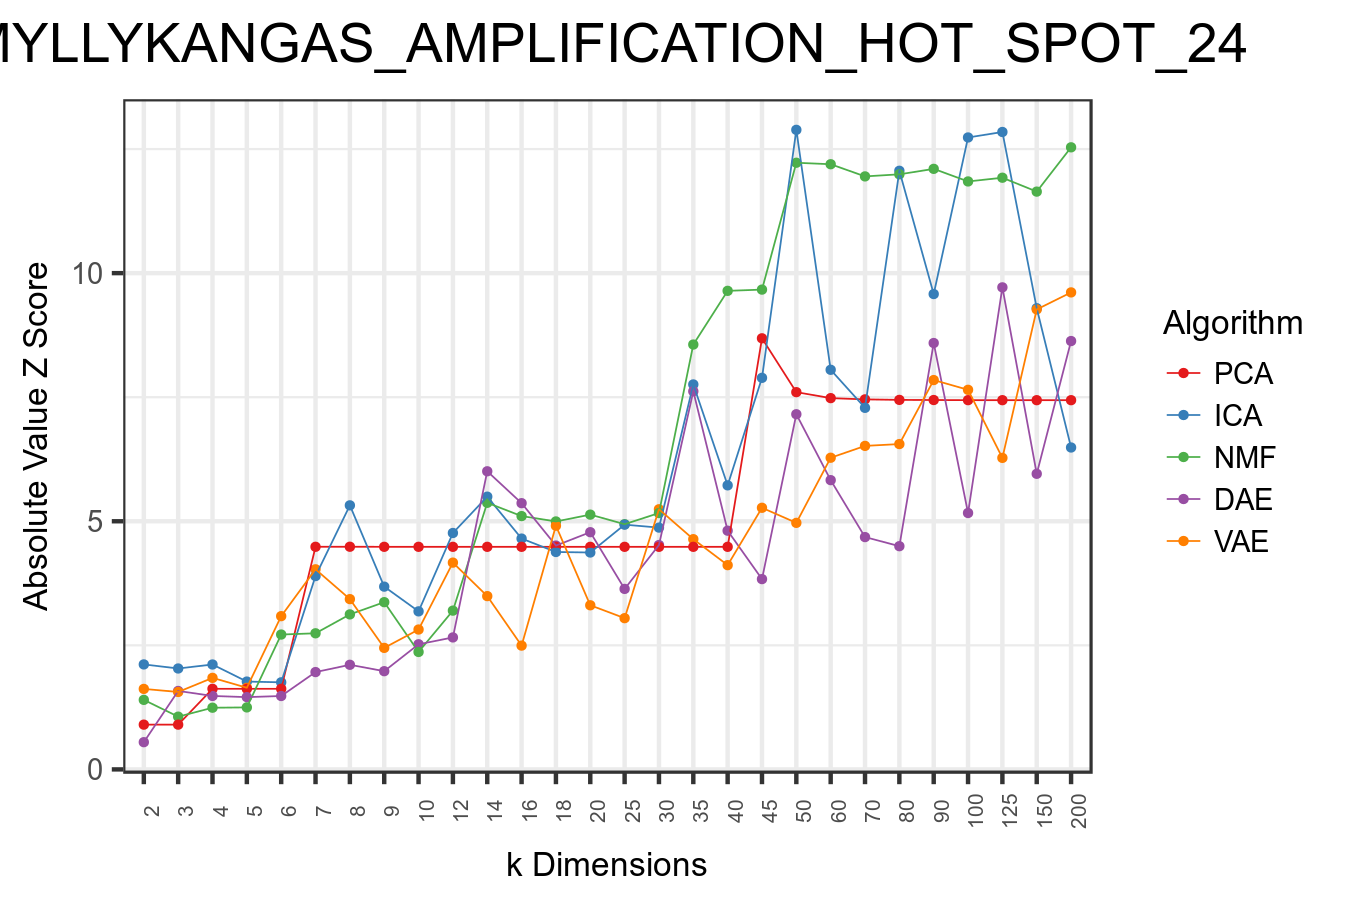 MYLLYKANGAS_AMPLIFICATION_HOT_SPOT_24
Absolute Value Z Score
10
5
0
2 3 4 5 6 7 8 9 10 12 14 16 18 20 25 30 35 40 45 50 60 70 80 90 100 125 150 200
k Dimensions
Algorithm
PCA
ICA
NMF
DAE
VAE